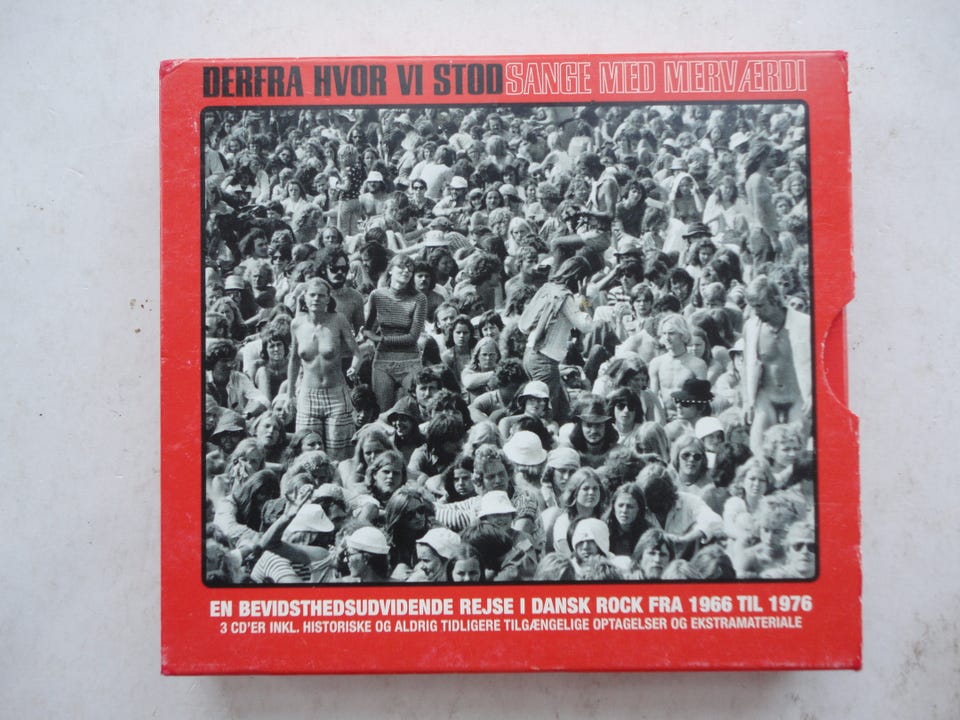 DERFRA HVOR VI STOD SANGE MED MERVÆRDI
EN BEVIDSTHEDSUDVIDENDE REJSE I DANSK ROCK FRA 1966 TIL 1976
3 CD'ER INKL. HISTORISKE OG ALDRIG TIDLIGERE TILGÆNGELIGE OPTAGELSER OG EKSTRAMATERIALE